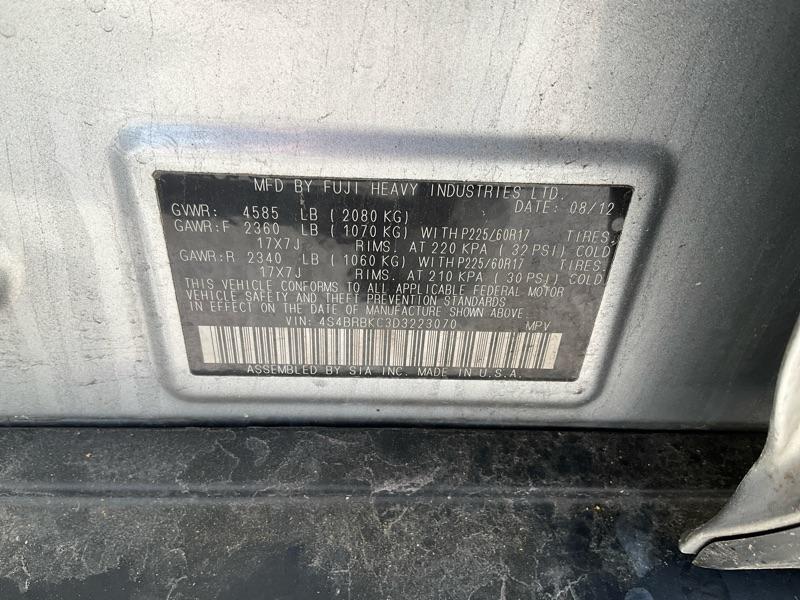 MFD BY FUJI HEAVY INDUSTRIES LTD.
DATE: 08/12
GVWR: 4585 LB ( 2080 KG)
GAWR:F 2360 LB ( 1070 KG) WITH P225/60R17 TIRES,
17X7J RIMS, AT 220 KPA ( 32 PSI) COLD
GAWR:R 2340 LB ( 1060 KG) WITH P225/60R17 TIRES,
17X7J RIMS, AT 210 KPA ( 30 PSI) COLD
THIS VEHICLE CONFORMS TO ALL APPLICABLE FEDERAL MOTOR
VEHICLE SAFETY AND THEFT PREVENTION STANDARDS
IN EFFECT ON THE DATE OF MANUFACTURE SHOWN ABOVE.
VIN: 4S4BRBKC3D3223070 MPV
ASSEMBLED BY SIA INC. MADE IN U.S.A.